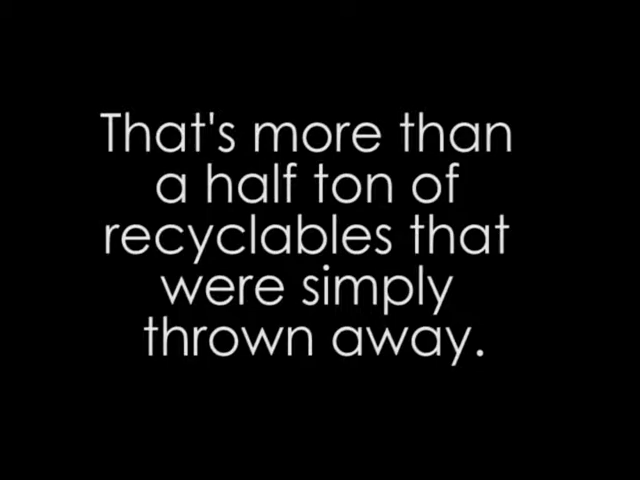 That's more than
a half ton of
recyclables that
were simply
thrown away.